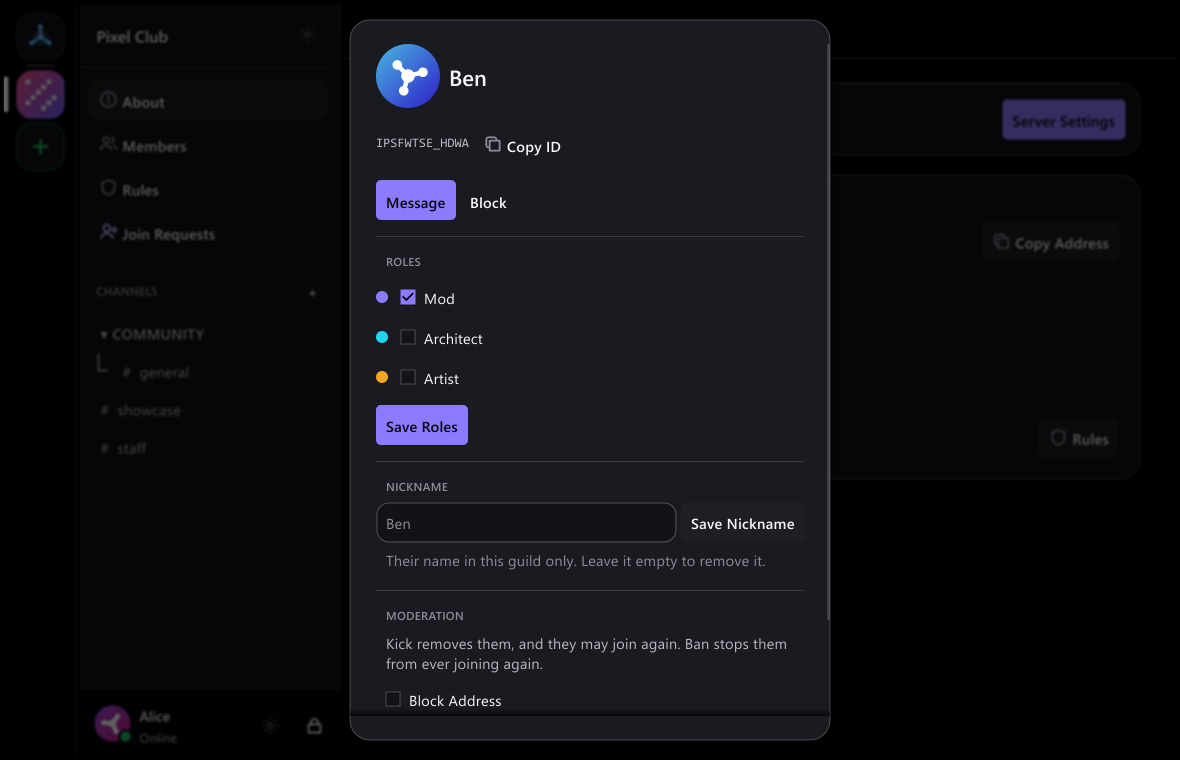 Pixel Club
About
Members
Rules
Join Requests
CHANNELS
+
▾ COMMUNITY
# general
# showcase
# staff
Alice
Online
Ben
IPSFWTSE_HDWA
Copy ID
Message
Block
ROLES
Mod
Architect
Artist
Save Roles
NICKNAME
Ben
Save Nickname
Their name in this guild only. Leave it empty to remove it.
MODERATION
Kick removes them, and they may join again. Ban stops them
from ever joining again.
Block Address
Server Settings
Copy Address
Rules